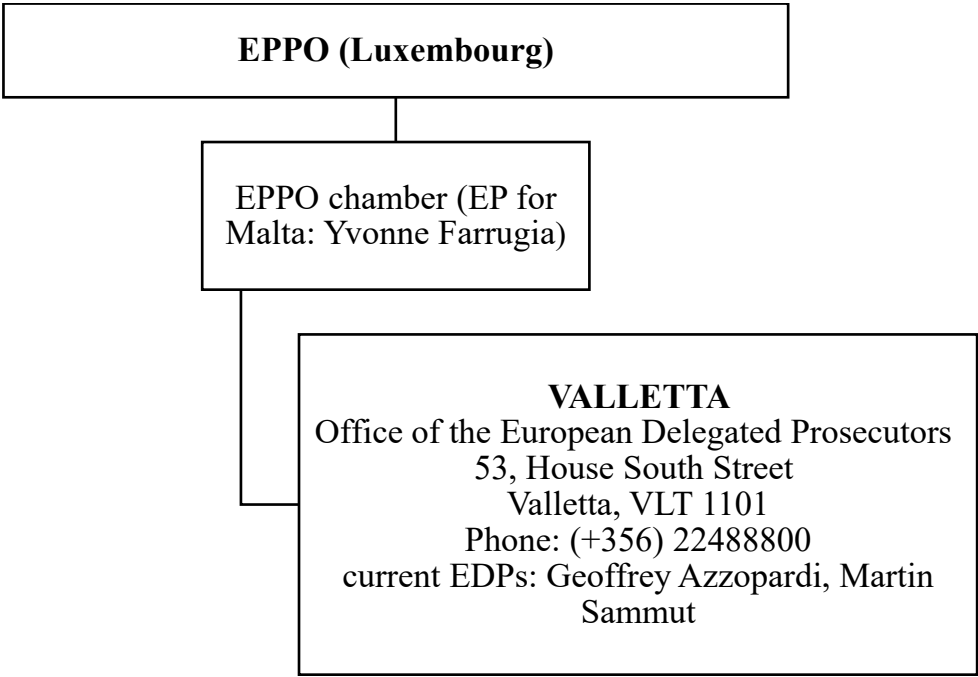 EPPO (Luxembourg)
EPPO chamber (EP for
Malta: Yvonne Farrugia)
VALLETTA
Office of the European Delegated Prosecutors
53, House South Street
Valletta, VLT 1101
Phone: (+356) 22488800
current EDPs: Geoffrey Azzopardi, Martin
Sammut